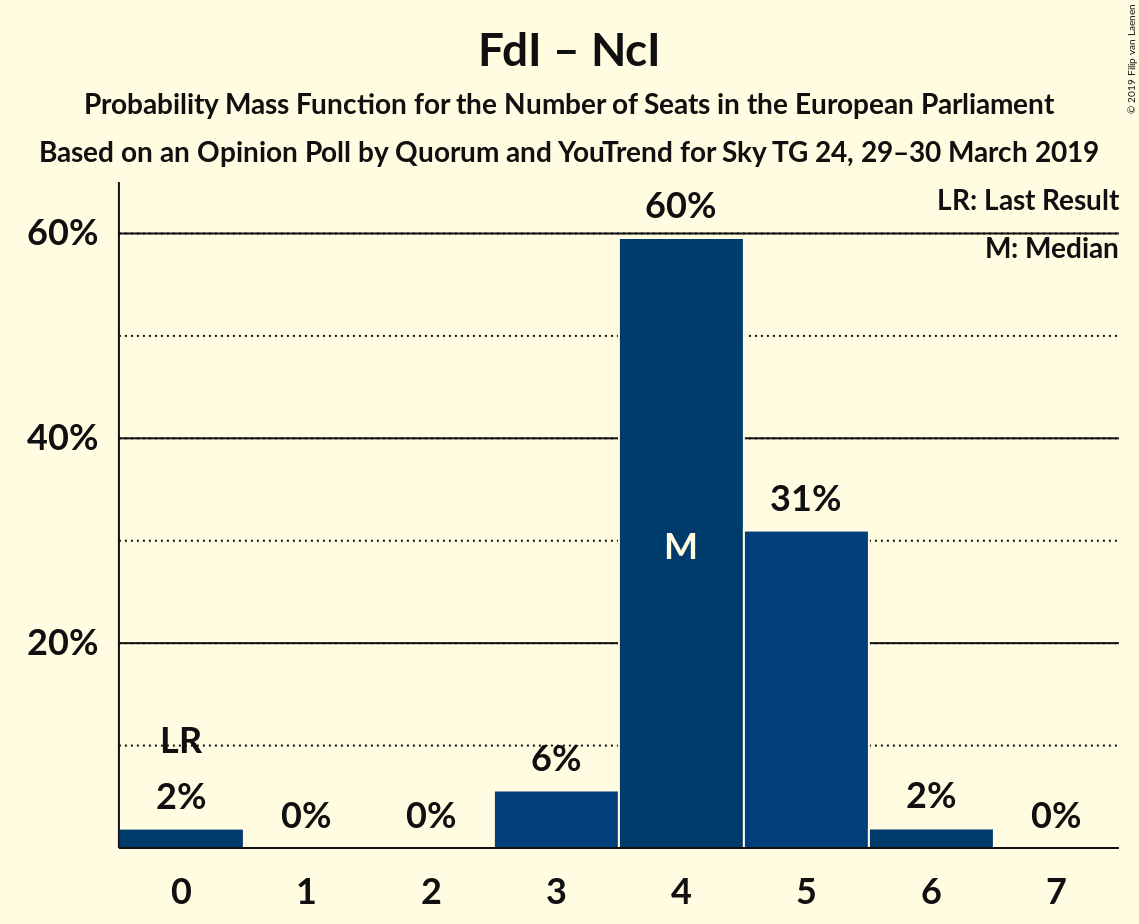 FdI – NcI
Probability Mass Function for the Number of Seats in the European Parliament
Based on an Opinion Poll by Quorum and YouTrend for Sky TG 24, 29–30 March 2019
© 2019 Filip van Laenen
LR: Last Result
M: Median
60%
40%
20%
LR
2%
0%
0%
6%
60%
M
31%
2%
0%
0 1 2 3 4 5 6 7